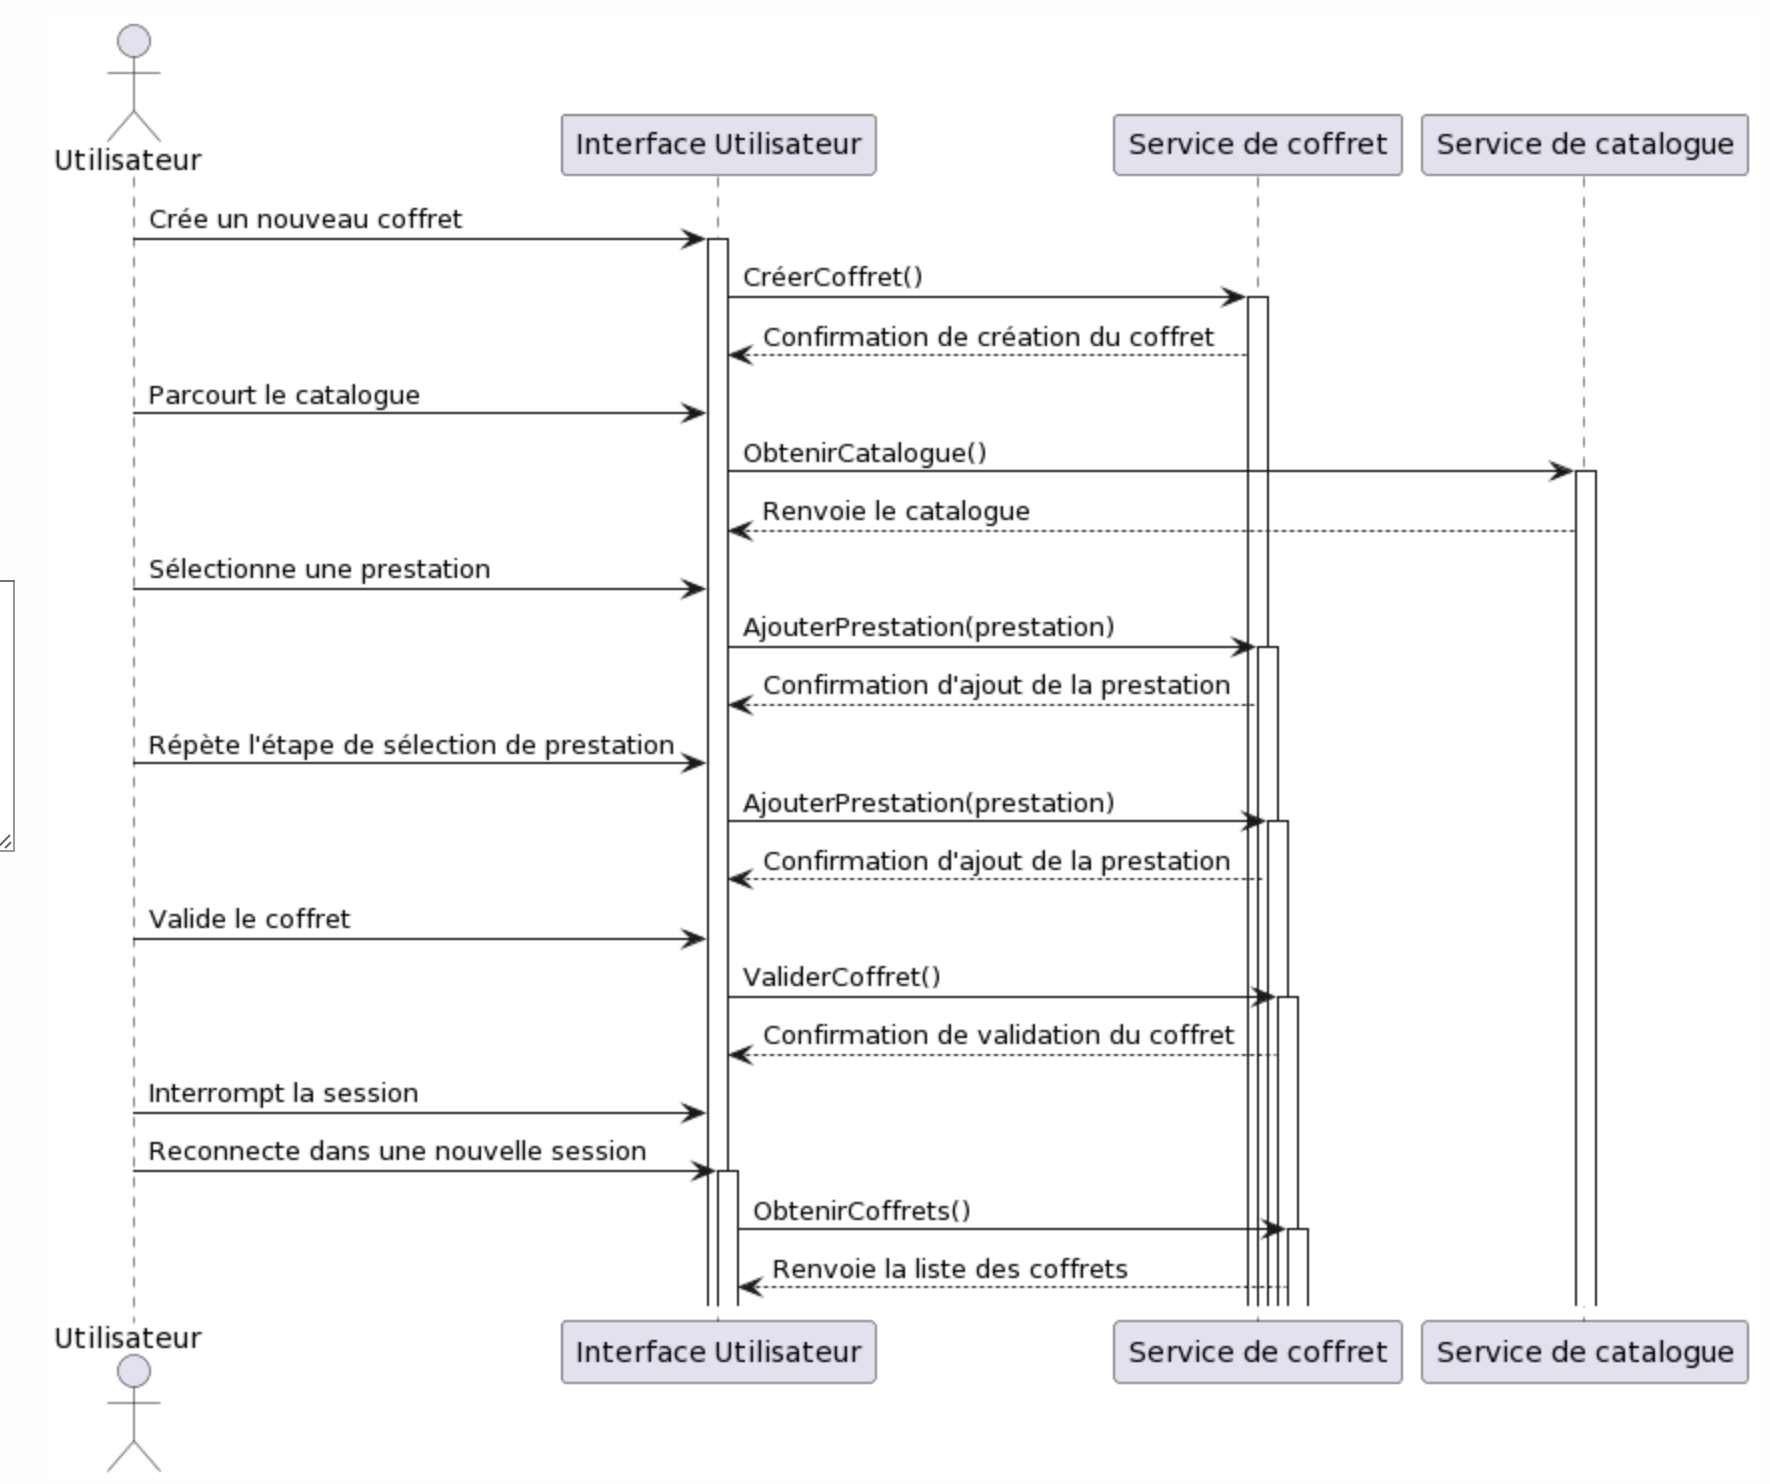 Utilisateur
Interface Utilisateur
Service de coffret
Service de catalogue
Crée un nouveau coffret
CréerCoffret()
Confirmation de création du coffret
Parcourt le catalogue
ObtenirCatalogue()
Renvoie le catalogue
Sélectionne une prestation
AjouterPrestation(prestation)
Confirmation d'ajout de la prestation
Répète l'étape de sélection de prestation
AjouterPrestation(prestation)
Confirmation d'ajout de la prestation
Valide le coffret
ValiderCoffret()
Confirmation de validation du coffret
Interrompt la session
Reconnecte dans une nouvelle session
ObtenirCoffrets()
Renvoie la liste des coffrets
Utilisateur
Interface Utilisateur
Service de coffret
Service de catalogue